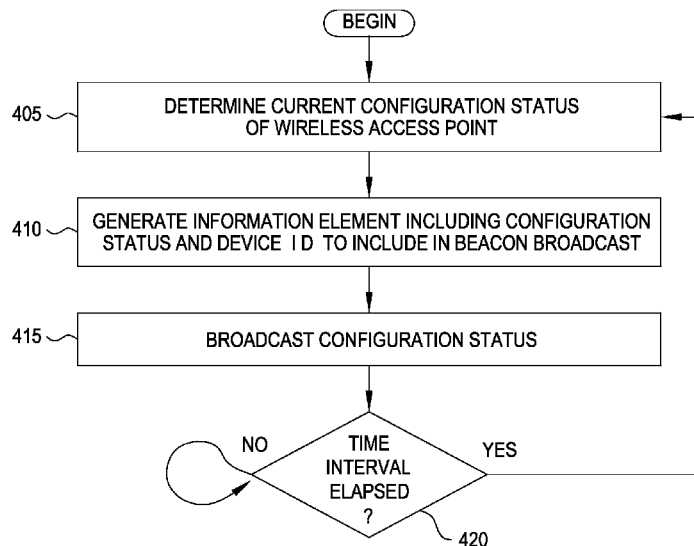 BEGIN
405
DETERMINE CURRENT CONFIGURATION STATUS
OF WIRELESS ACCESS POINT
410
GENERATE INFORMATION ELEMENT INCLUDING CONFIGURATION
STATUS AND DEVICE I D TO INCLUDE IN BEACON BROADCAST
415
BROADCAST CONFIGURATION STATUS
NO
TIME
INTERVAL
ELAPSED
?
YES
420